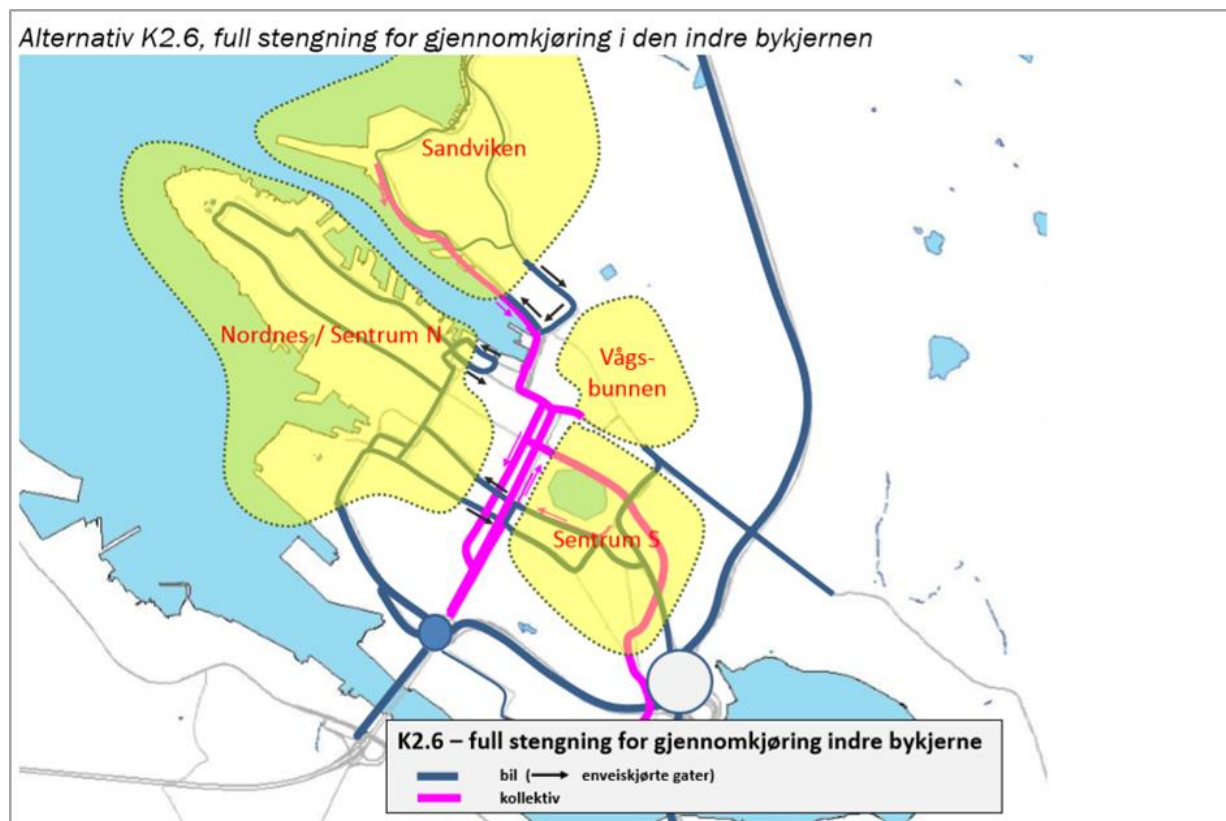 Alternativ K2.6, full stengning for gjennomkjøring i den indre bykjernen
Sandviken
Nordnes / Sentrum N
Vågs-
bunnen
Sentrum S
K2.6 – full stengning for gjennomkjøring indre bykjerne
bil (→ enveiskjørte gater)
kollektiv